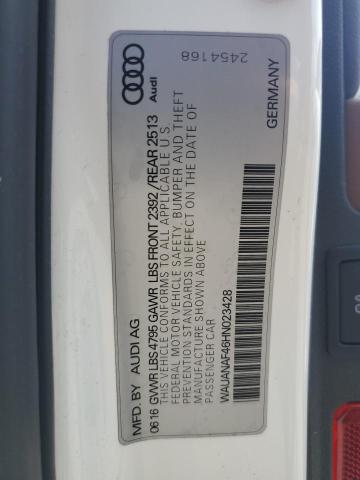 MFD. BY AUDI AG
06 16 GVWR LBS 4795 GAWR LBS FRONT 2392 / REAR 2513
THIS VEHICLE CONFORMS TO ALL APPLICABLE U.S.
FEDERAL MOTOR VEHICLE SAFETY, BUMPER AND THEFT
PREVENTION STANDARDS IN EFFECT ON THE DATE OF
MANUFACTURE SHOWN ABOVE
PASSENGER CAR
WAUANAF46HN023428
GERMANY
Audi
2454168